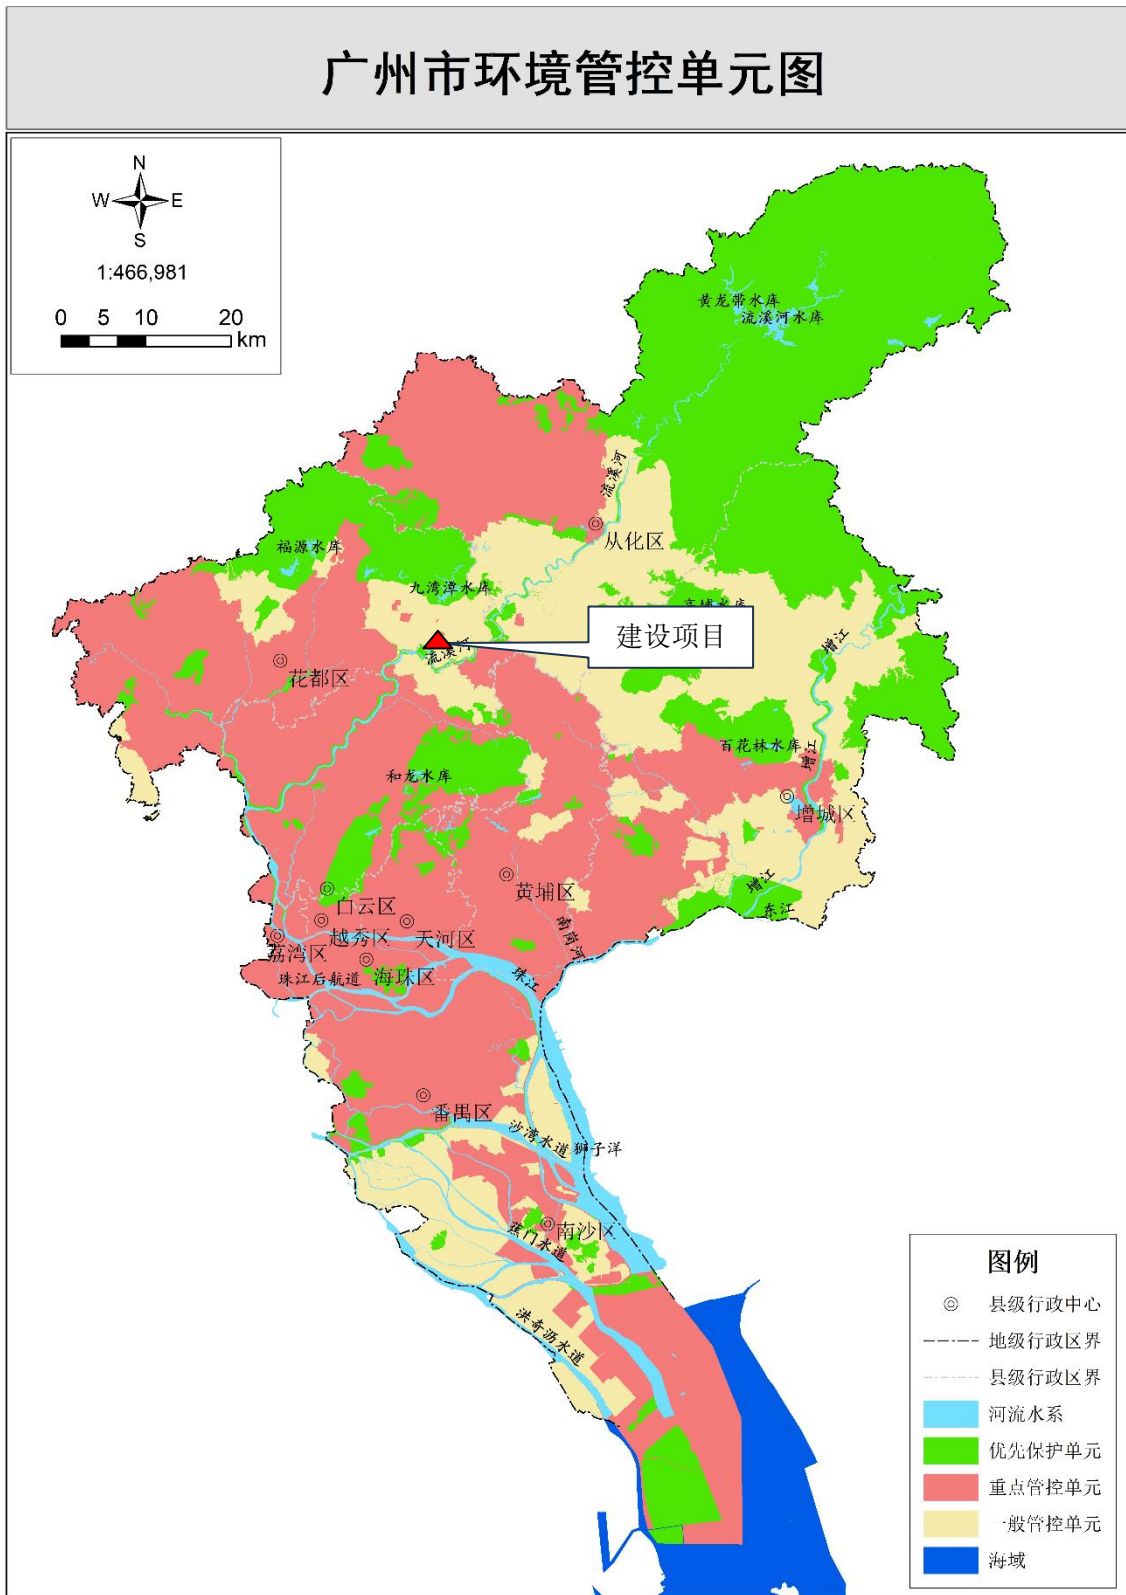 广州市环境管控单元图
N
W E
S
1:466,981
0 5 10 20
km
黄龙带水库
流溪河水库
流溪河
从化区
福源水库
九湾潭水库
建设项目
增江
流溪河
花都区
百花林水库
增江
和龙水库
增城区
黄埔区
增江
白云区
东江
越秀区
天河区
南岗河
荔湾区
海珠区
珠江
珠江后航道
番禺区
沙湾水道
狮子洋
南沙区
蕉门水道
洪奇沥水道
图例
县级行政中心
地级行政区界
县级行政区界
河流水系
优先保护单元
重点管控单元
一般管控单元
海域